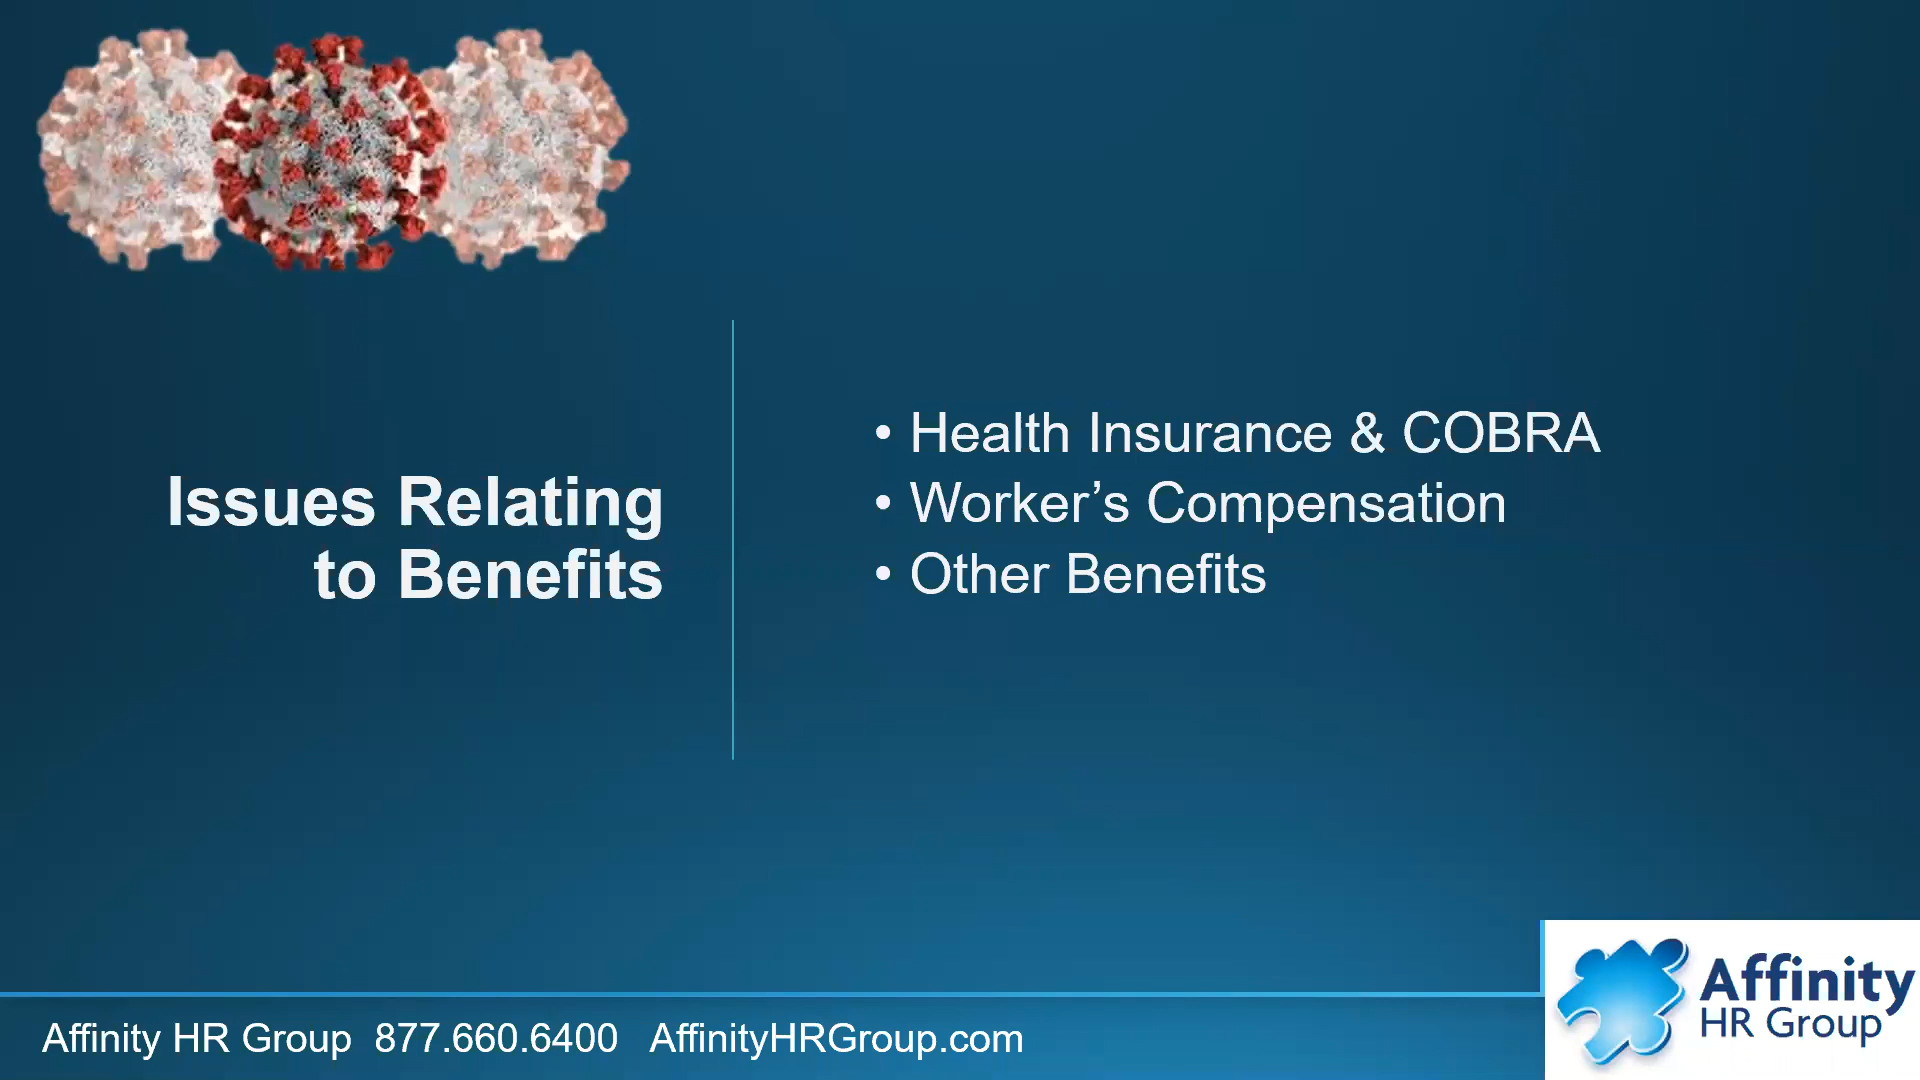 Issues Relating
to Benefits
• Health Insurance & COBRA
• Worker’s Compensation
• Other Benefits
Affinity HR Group 877.660.6400 AffinityHRGroup.com
Affinity
HR Group